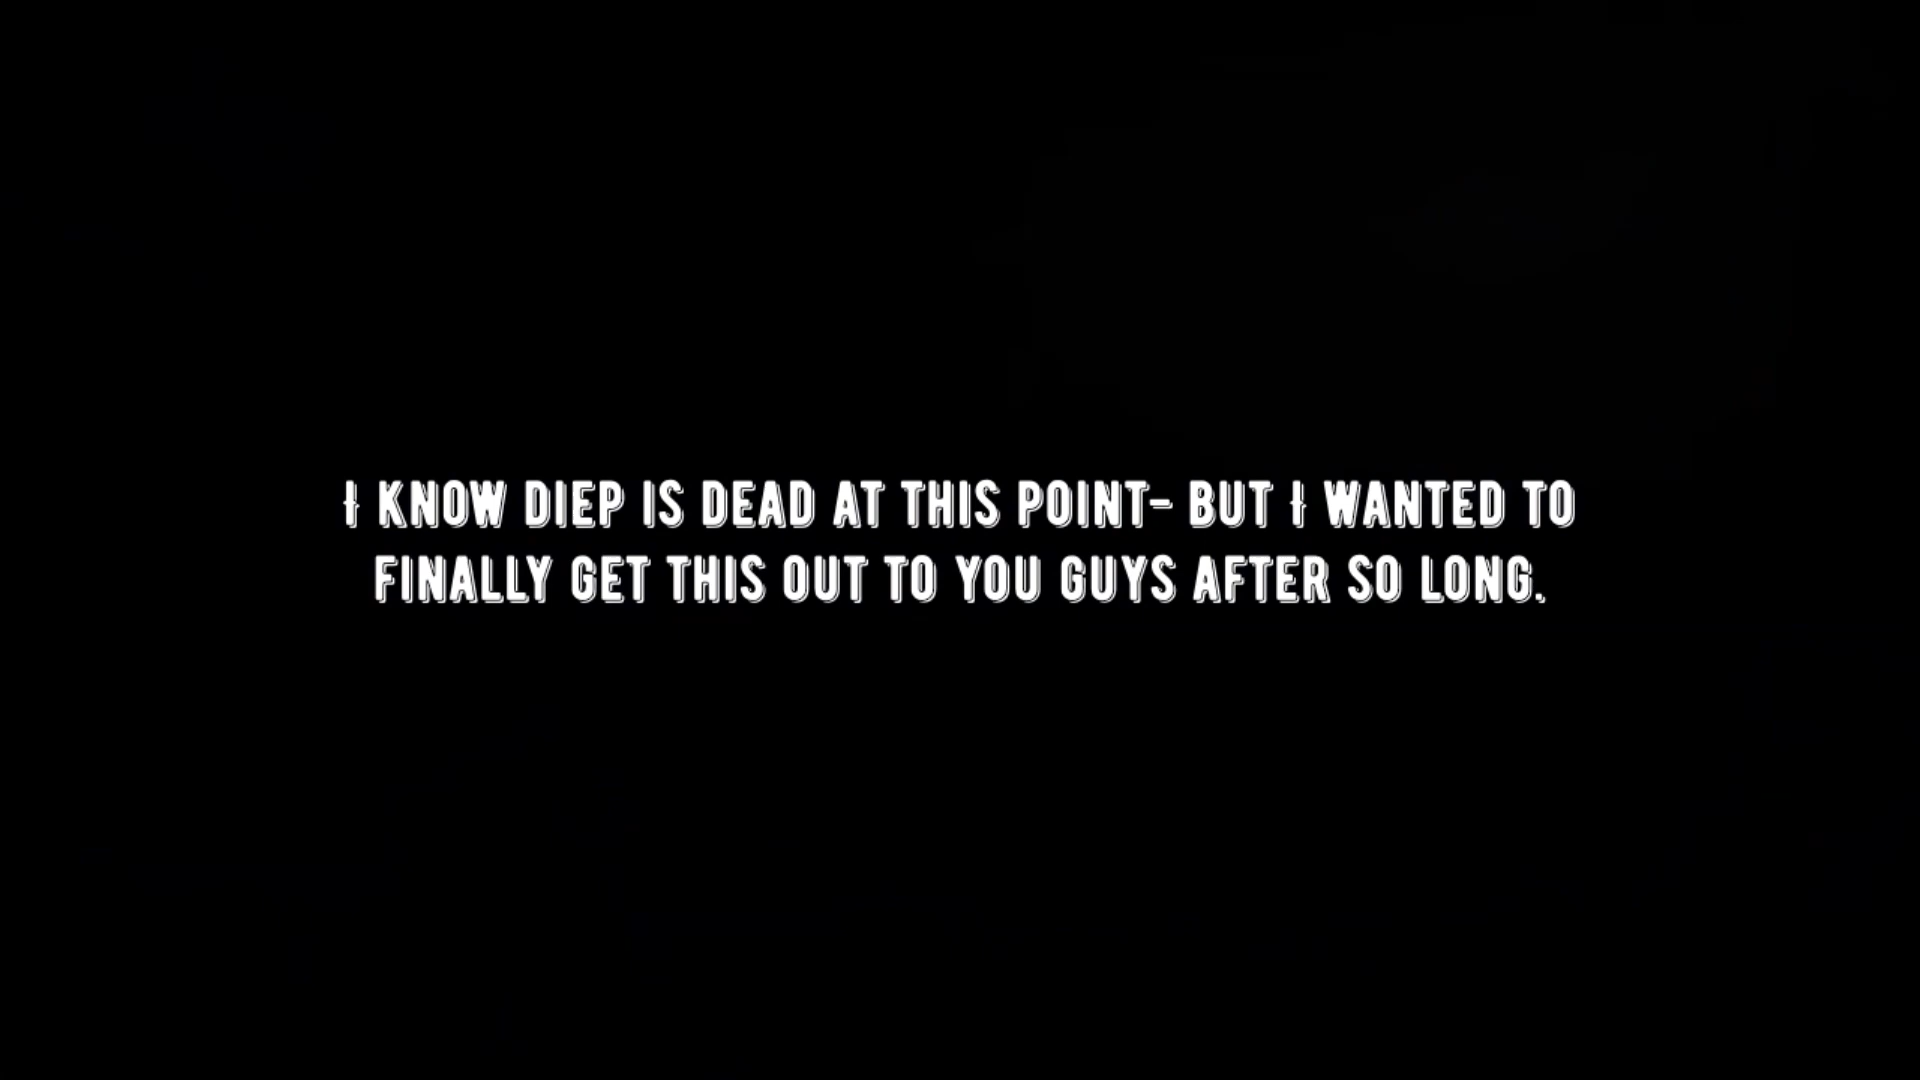 I KNOW DIEP IS DEAD AT THIS POINT- BUT I WANTED TO
FINALLY GET THIS OUT TO YOU GUYS AFTER SO LONG.